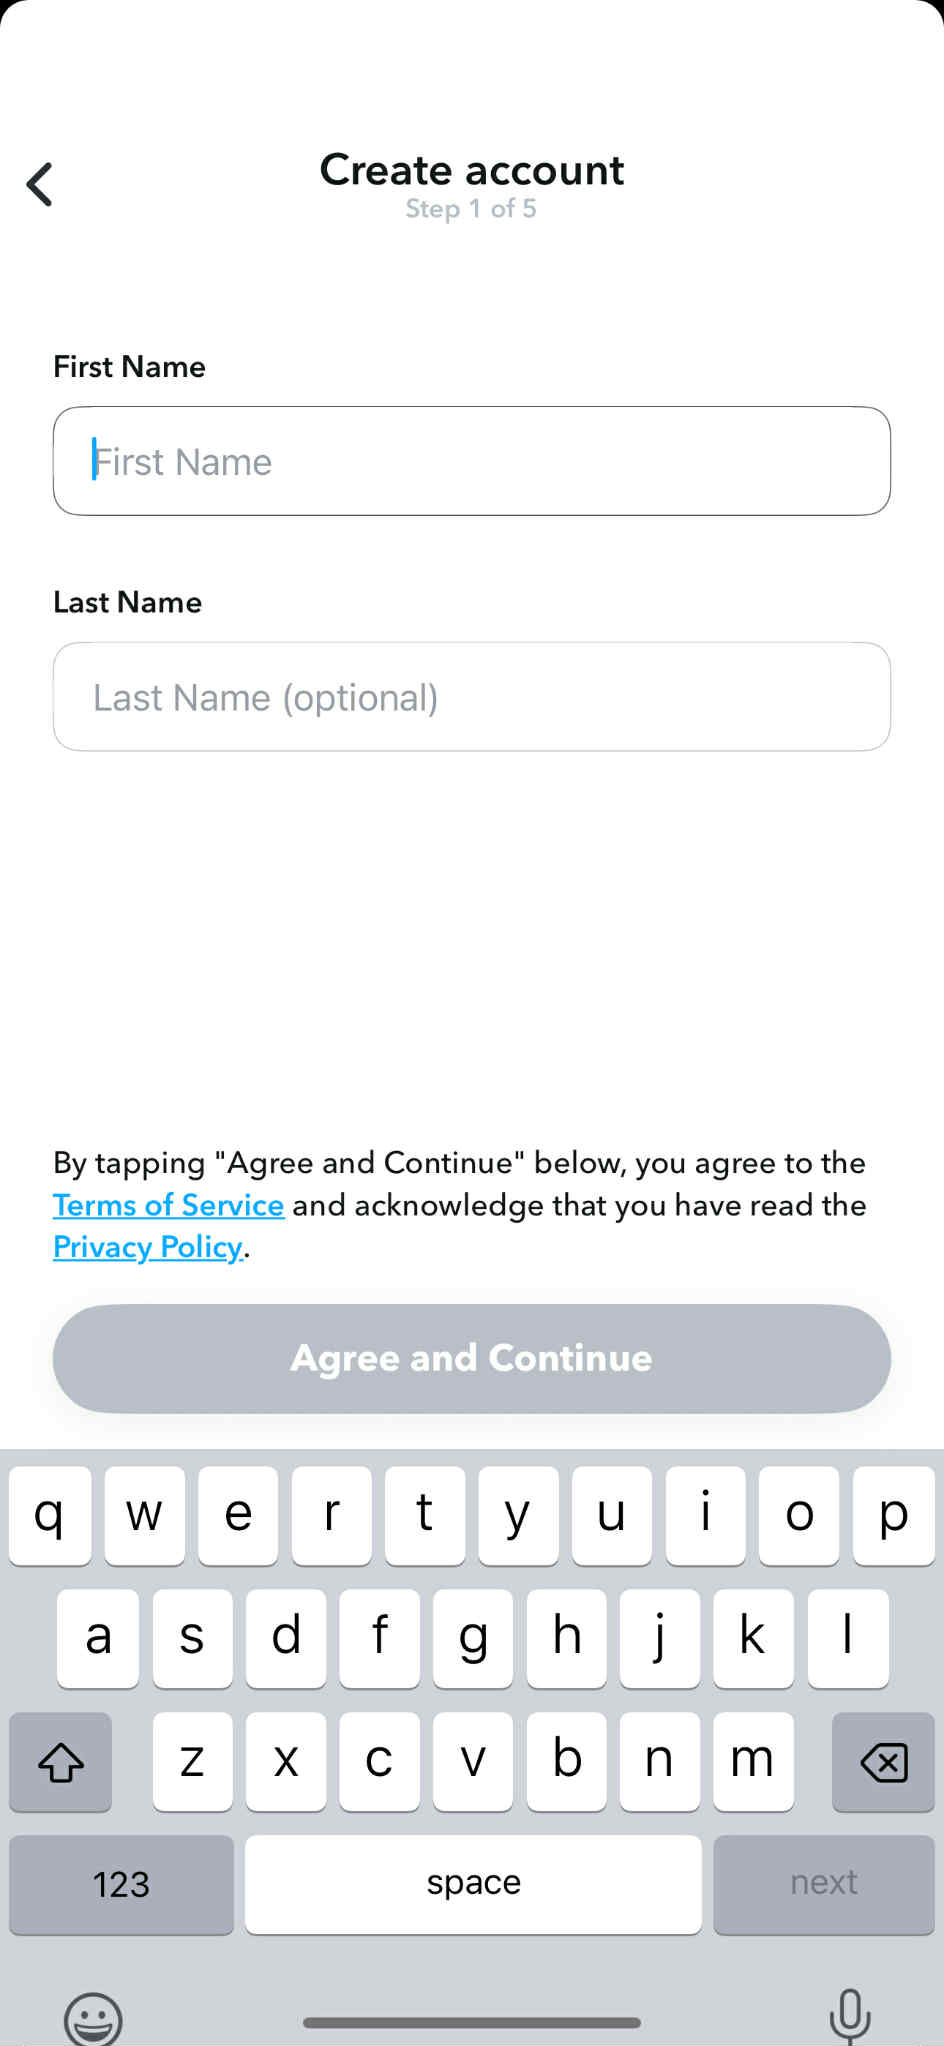 Create account
Step 1 of 5
First Name
First Name
Last Name
Last Name (optional)
By tapping "Agree and Continue" below, you agree to the
Terms of Service and acknowledge that you have read the
Privacy Policy.
Agree and Continue
q w e r t y u i o p
a s d f g h j k l
z x c v b n m
123 space next